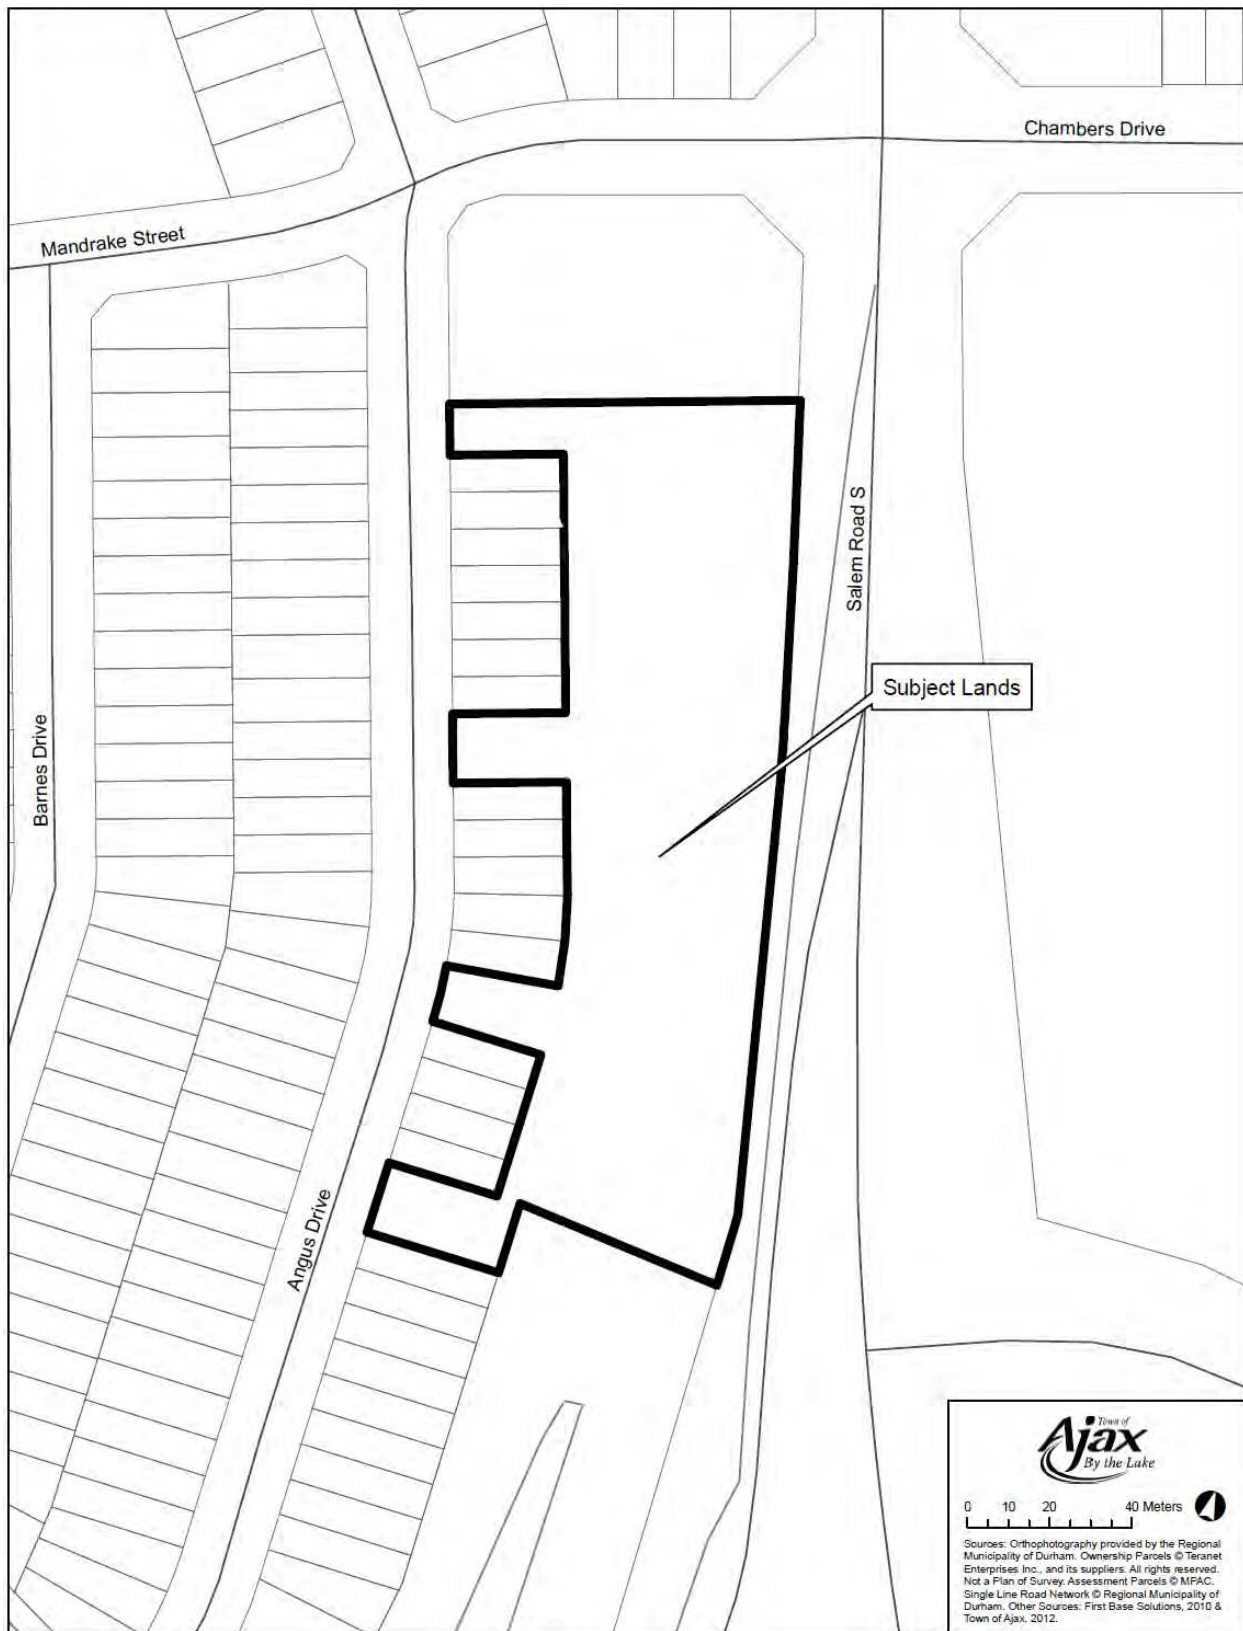 Chambers Drive
Mandrake Street
Salem Road S
Subject Lands
Barnes Drive
Angus Drive
Town of
Ajax
By the Lake
0 10 20 40 Meters
Sources: Orthophotography provided by the Regional
Municipality of Durham. Ownership Parcels © Teranet
Enterprises Inc., and its suppliers. All rights reserved.
Not a Plan of Survey. Assessment Parcels © MPAC.
Single Line Road Network © Regional Municipality of
Durham. Other Sources: First Base Solutions, 2010 &
Town of Ajax, 2012.